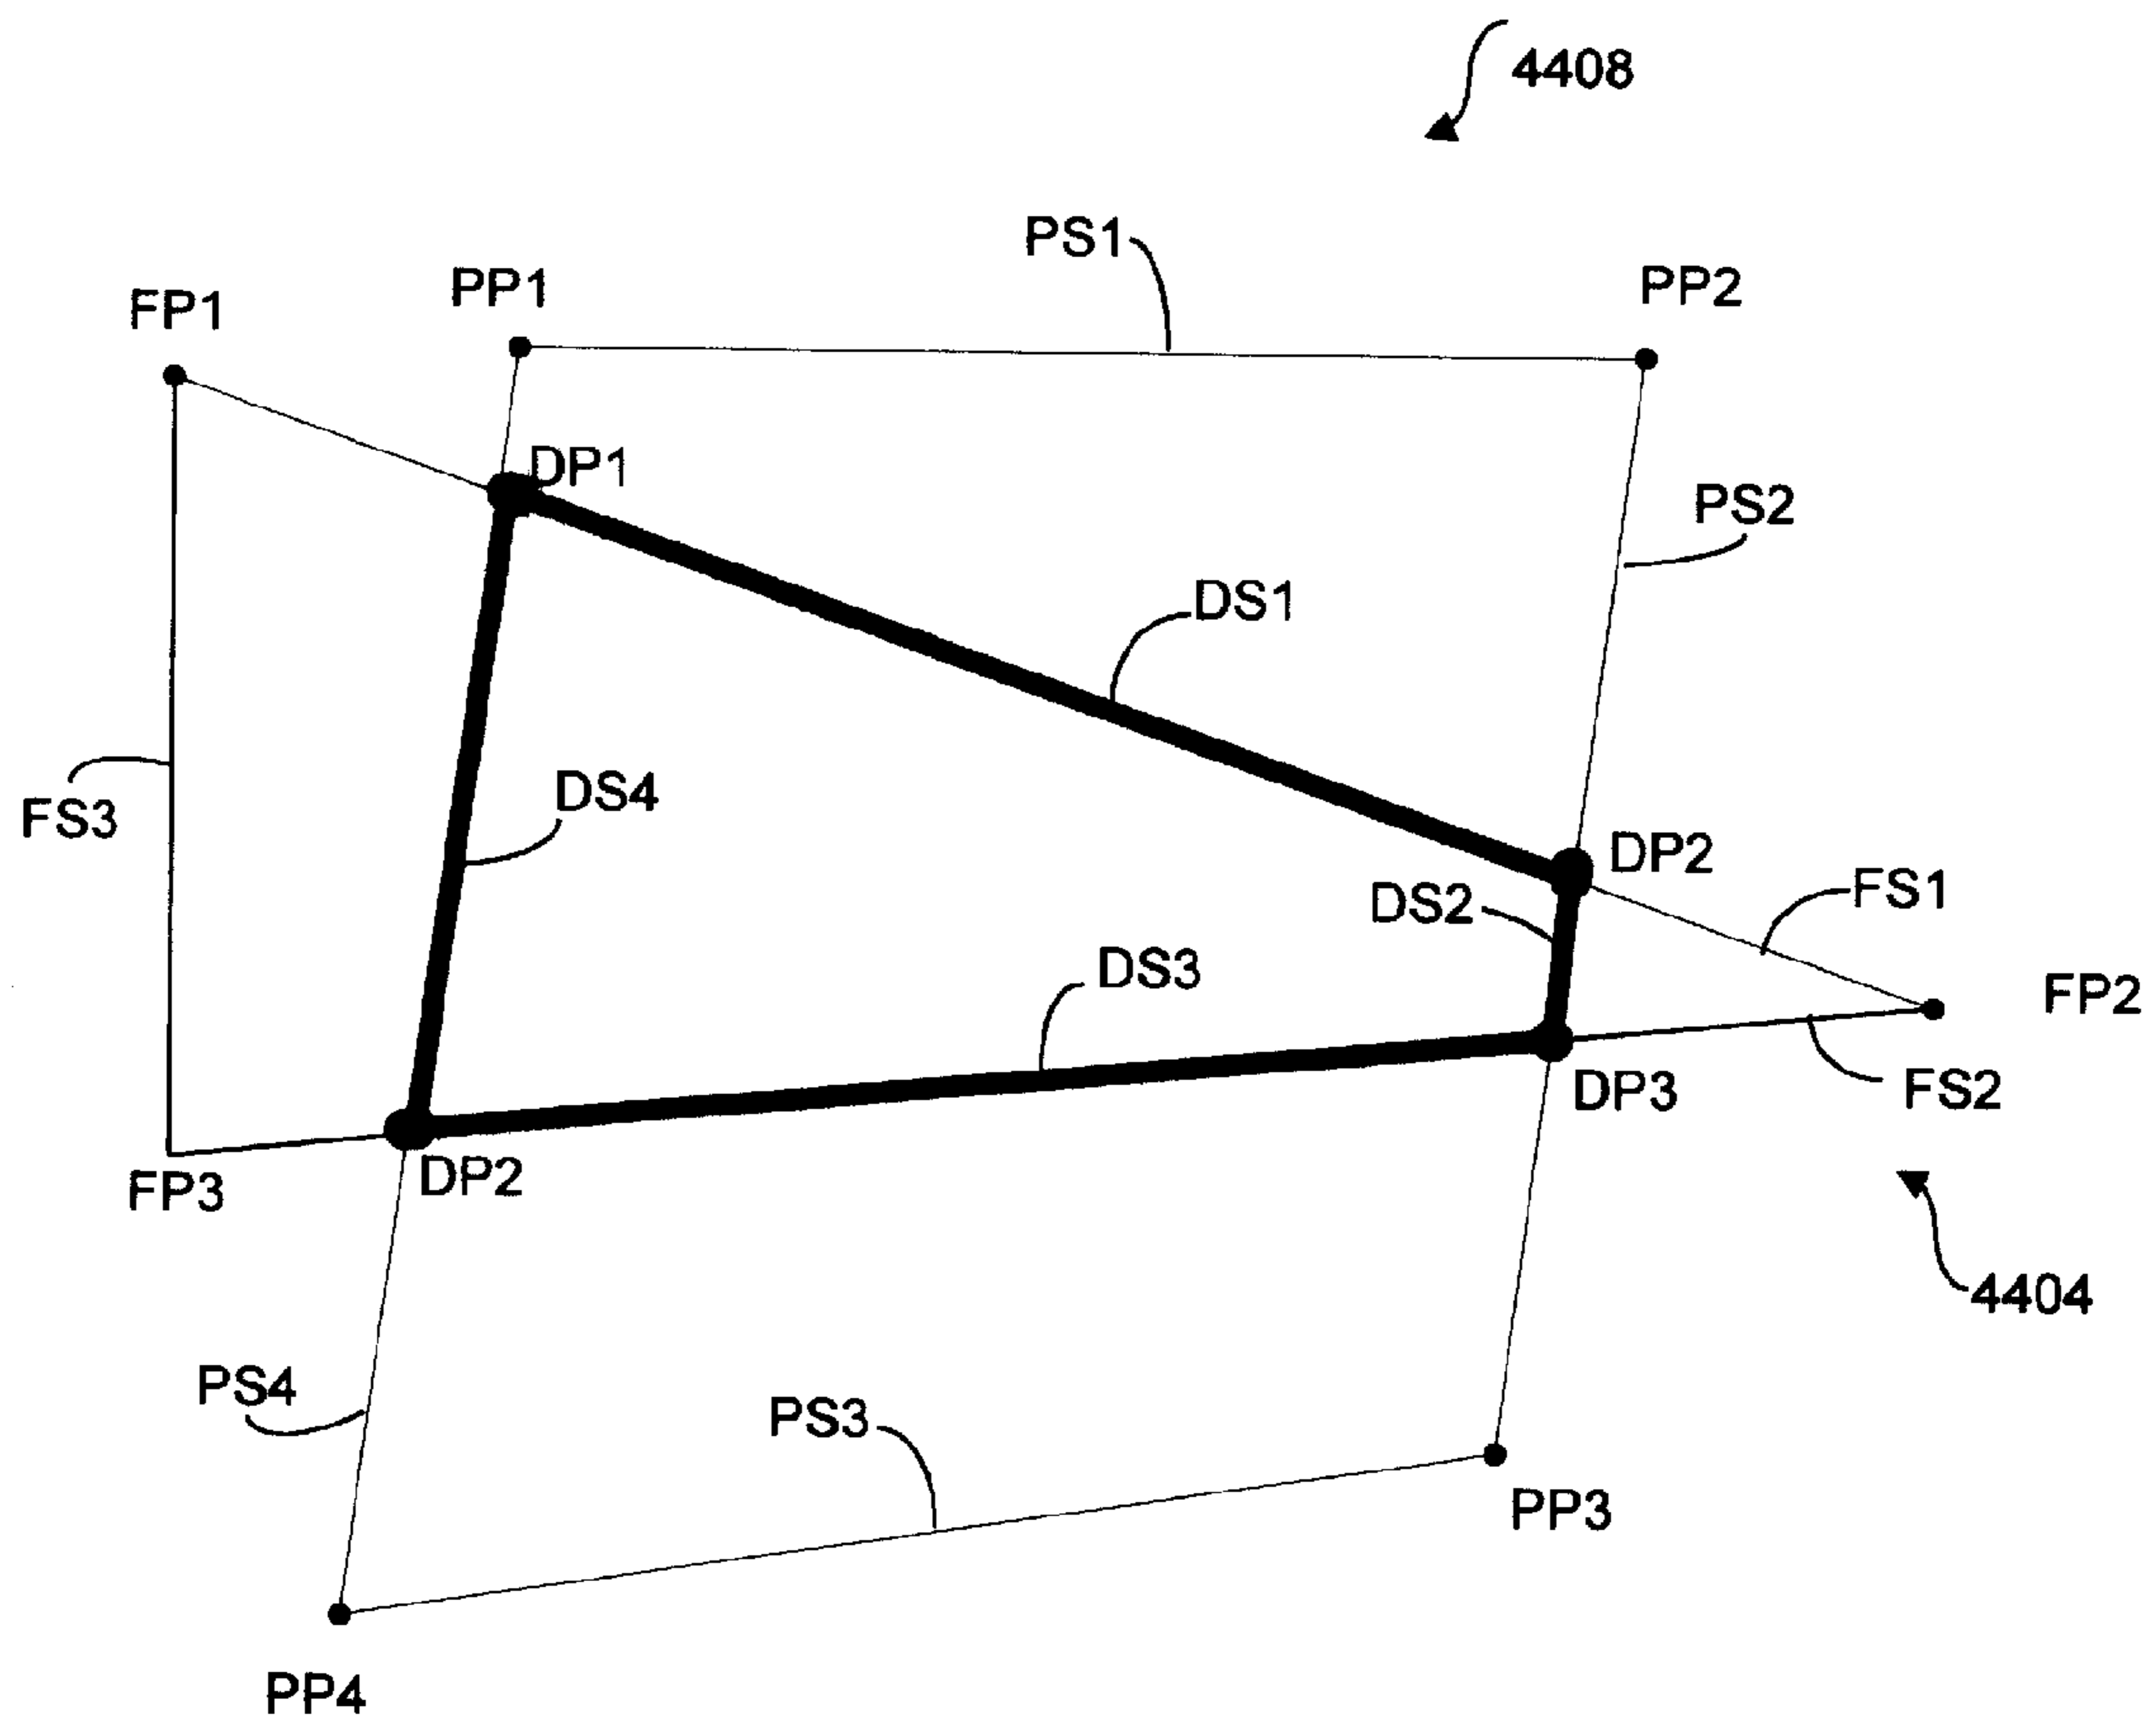 4408
PS1
PP1
PP2
FP1
DP1
PS2
DS1
DS4
FS3
DP2
DS2
FS1
DS3
FP2
DP3
FS2
DP2
FP3
4404
PS4
PS3
PP3
PP4